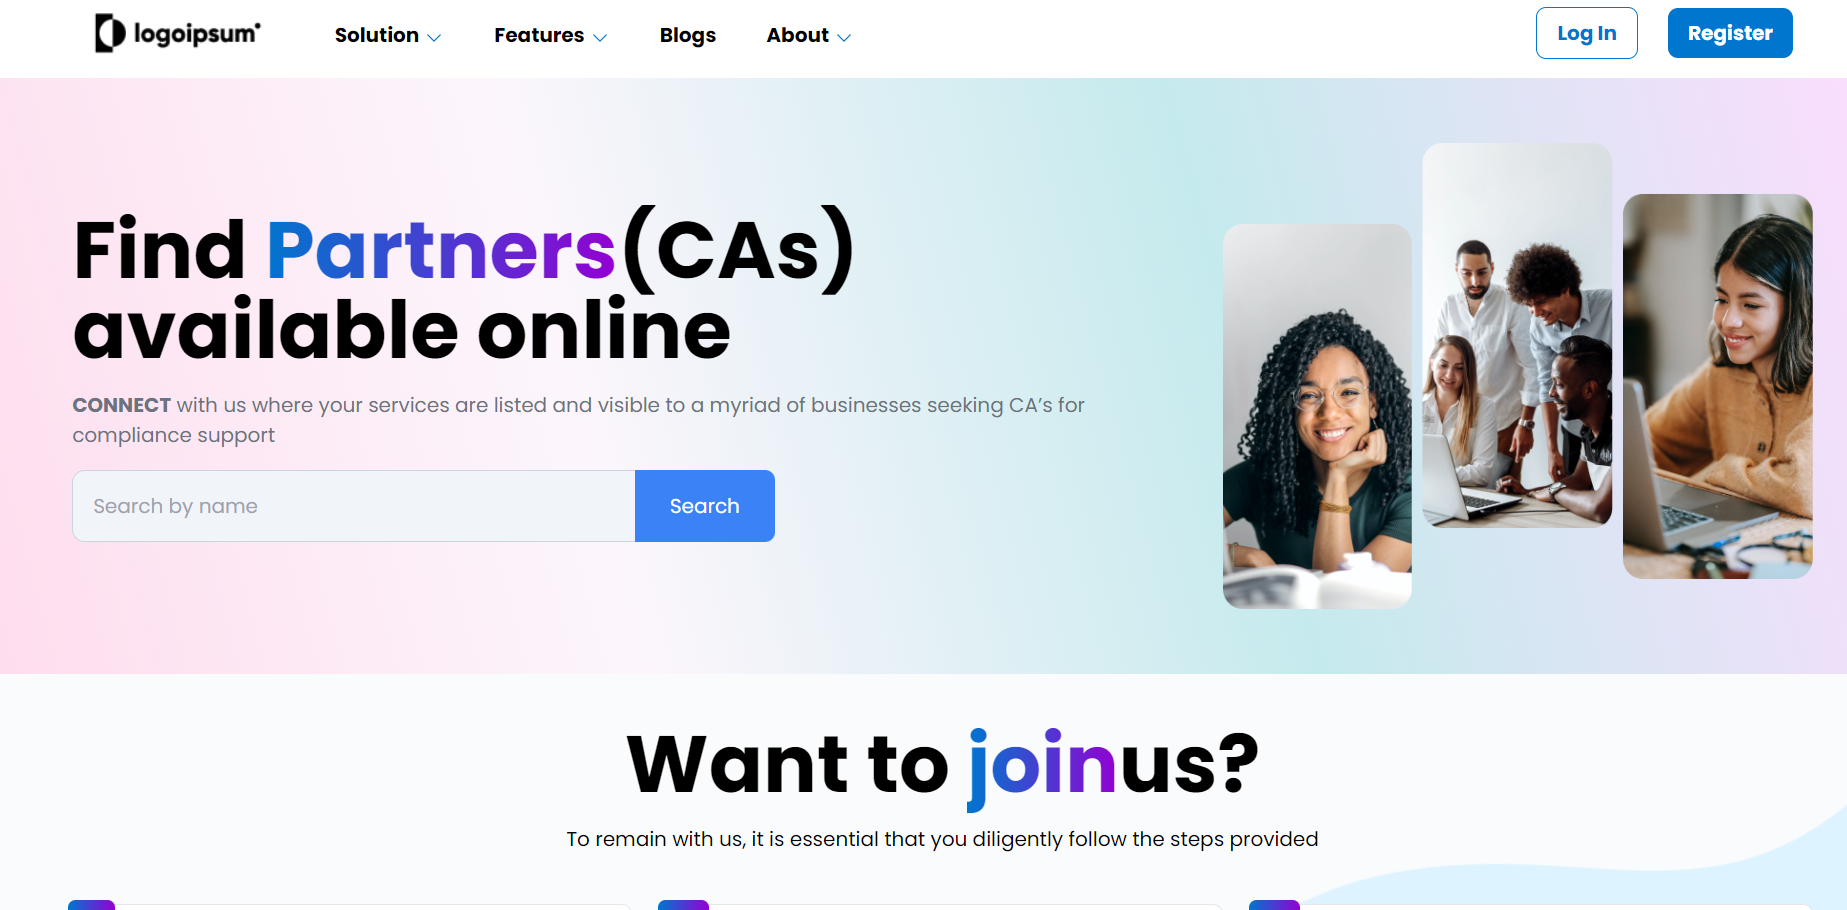 logoipsum
Solution
Features
Blogs
About
Log In
Register
Find Partners(CAs)
available online
CONNECT with us where your services are listed and visible to a myriad of businesses seeking CA’s for
compliance support
Search by name
Search
Want to joinus?
To remain with us, it is essential that you diligently follow the steps provided